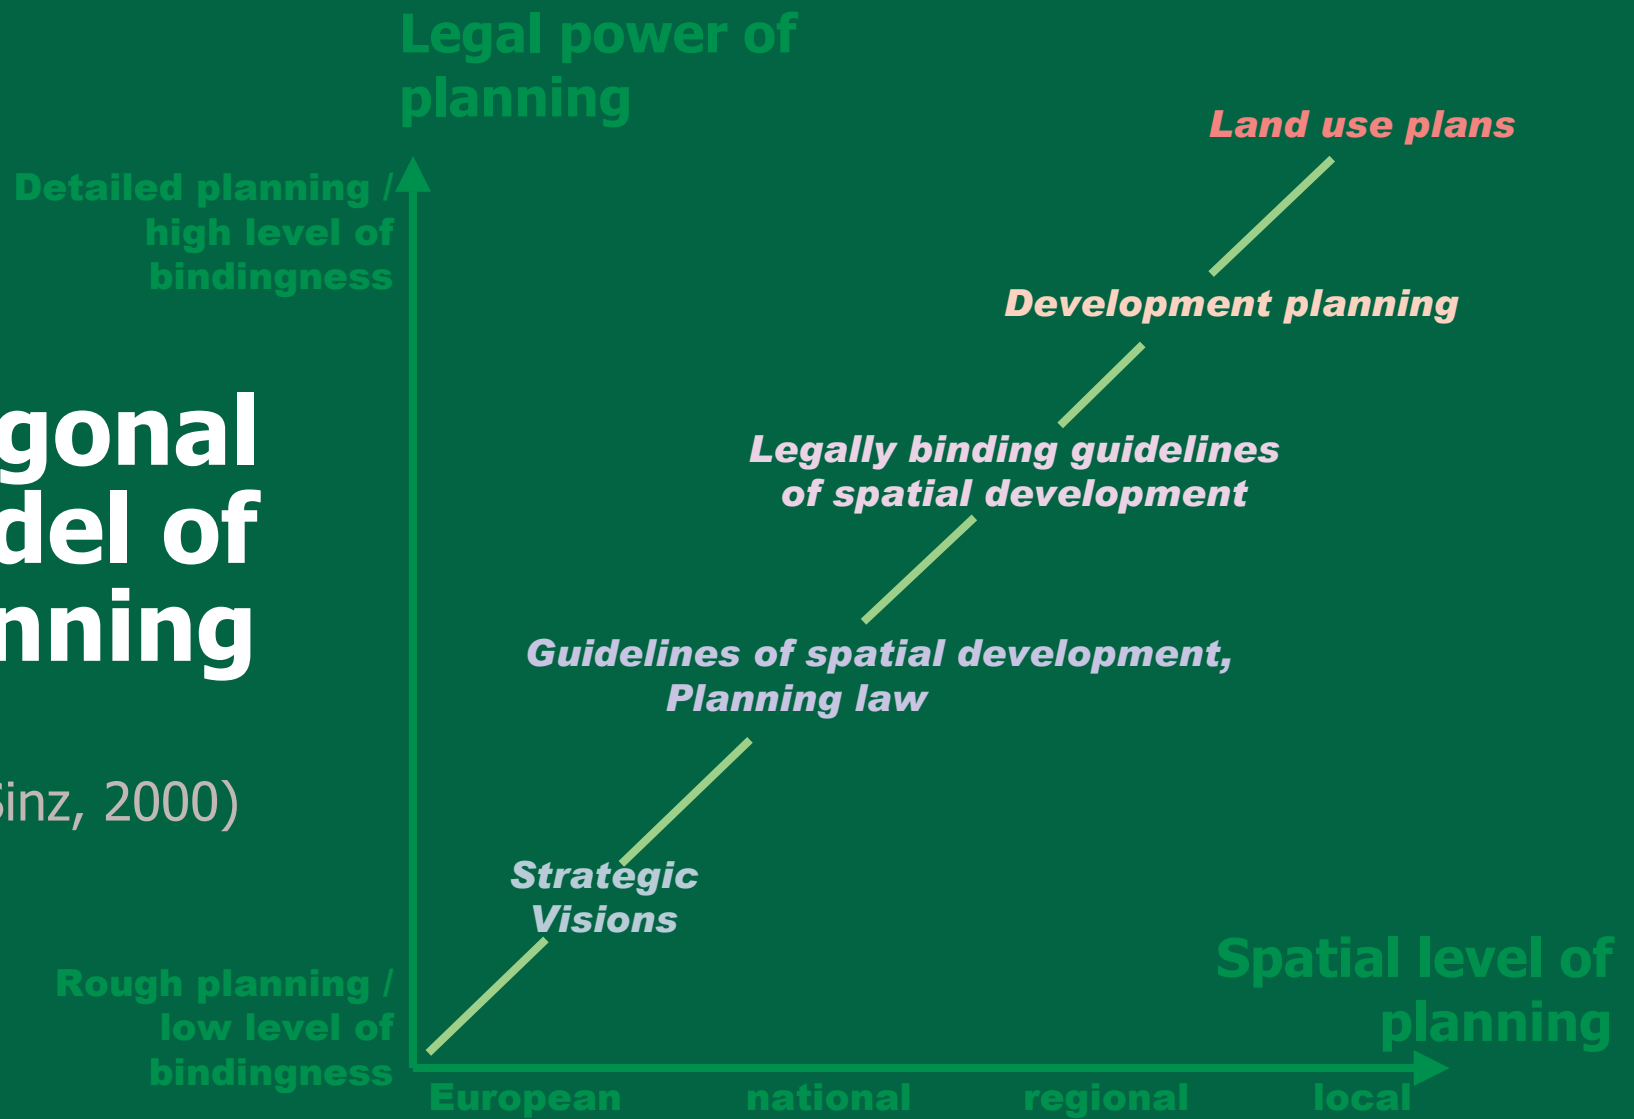 Legal power of
planning
Land use plans
Detailed planning /
high level of
bindingness
Development planning
gonal
del of
nning
Legally binding guidelines
of spatial development
Guidelines of spatial development,
Planning law
Sinz, 2000)
Strategic
Visions
Spatial level of
planning
Rough planning /
low level of
bindingness
European national regional local